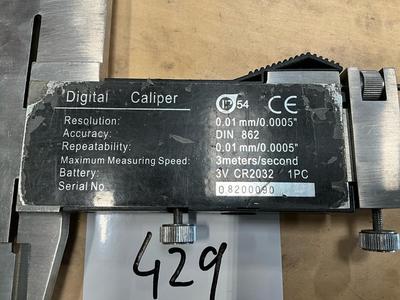 Digital Caliper IP54 CE
Resolution: 0.01 mm/0.0005"
Accuracy: DIN 862
Repeatability: 0.01 mm/0.0005"
Maximum Measuring Speed: 3meters/second
Battery: 3V CR2032 / 1PC
Serial No. 08200090
429